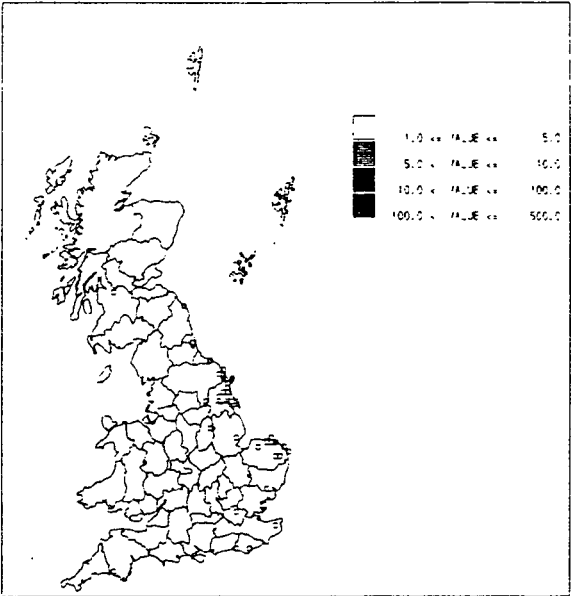 1.0 <= VALUE <= 5.0
5.0 < VALUE <= 10.0
10.0 < VALUE <= 100.0
100.0 < VALUE <= 500.0